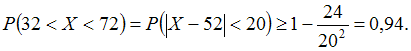 P(32 < X < 72) = P(|X − 52| < 20) ≥ 1 − 24/20² = 0,94.